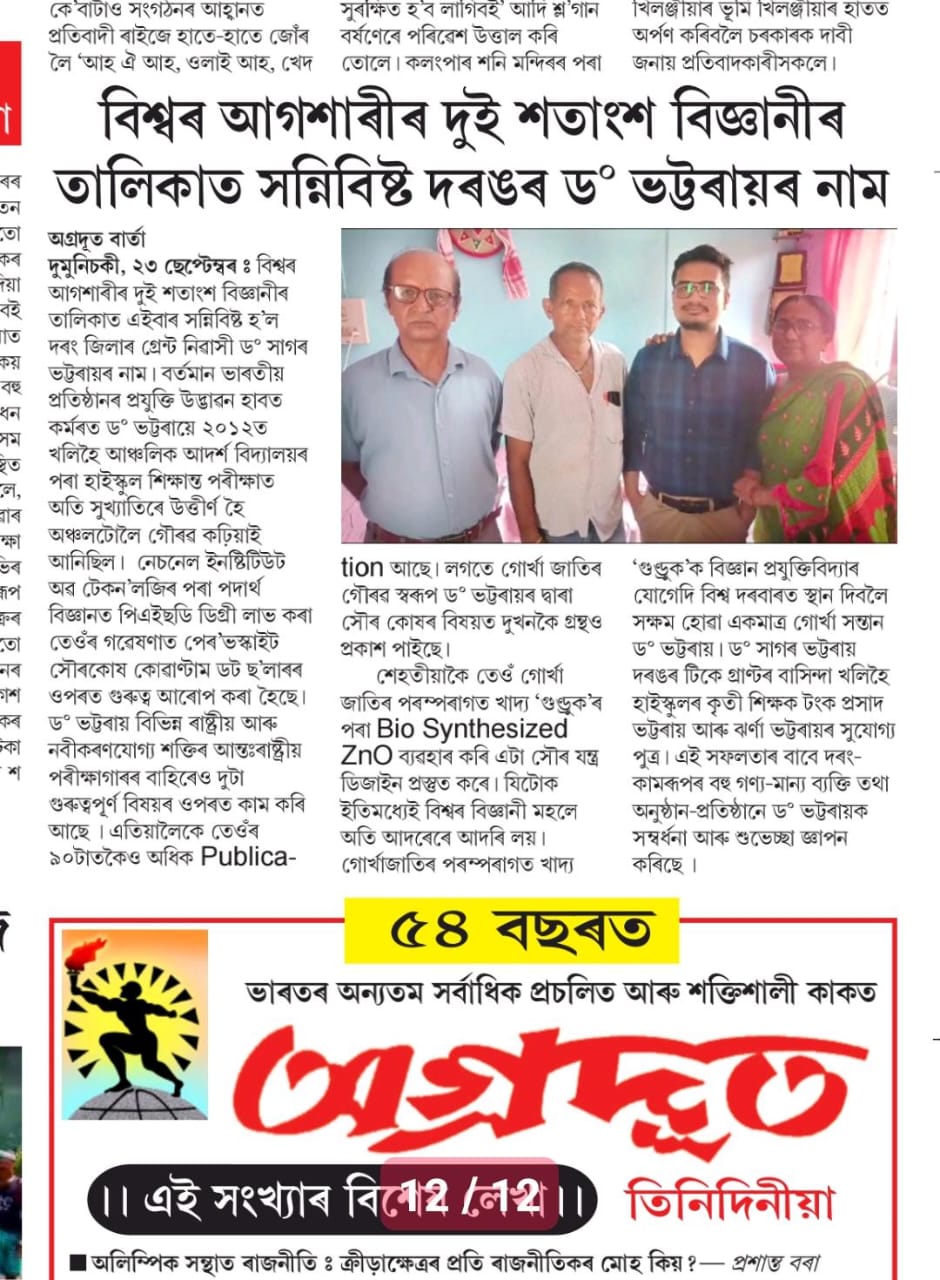 কে'বাটাও সংগঠনৰ আহ্বানত
প্ৰতিবাদী ৰাইজে হাতে-হাতে জোঁৰ
লৈ 'আহ ঐ আহ, ওলাই আহ, খেদ
সুৰক্ষিত হ'ব লাগিবই' আদি শ্ল'গান
বৰ্ষণেৰে পৰিৱেশ উত্তাল কৰি
তোলে। কলংপাৰ শনি মন্দিৰৰ পৰা
খিলঞ্জীয়াৰ ভূমি খিলঞ্জীয়াৰ হাতত
অৰ্পণ কৰিবলৈ চৰকাৰক দাবী
জনায় প্ৰতিবাদকাৰীসকলে।
বিশ্বৰ আগশাৰীৰ দুই শতাংশ বিজ্ঞানীৰ
তালিকাত সন্নিবিষ্ট দৰঙৰ ড° ভট্টৰায়ৰ নাম
অগ্ৰদূত বাৰ্তা
দুমুনিচকী, ২৩ ছেপ্টেম্বৰ ঃ বিশ্বৰ
আগশাৰীৰ দুই শতাংশ বিজ্ঞানীৰ
তালিকাত এইবাৰ সন্নিবিষ্ট হ'ল
দৰং জিলাৰ গ্ৰেন্ট নিৱাসী ড° সাগৰ
ভট্টৰায়ৰ নাম। বৰ্তমান ভাৰতীয়
প্ৰতিষ্ঠানৰ প্ৰযুক্তি উদ্ভাৱন হাবত
কৰ্মৰত ড° ভট্টৰায়ে ২০১২ত
খলিহৈ আঞ্চলিক আদৰ্শ বিদ্যালয়ৰ
পৰা হাইস্কুল শিক্ষান্ত পৰীক্ষাত
অতি সুখ্যাতিৰে উত্তীৰ্ণ হৈ
অঞ্চলটোলৈ গৌৰৱ কঢ়িয়াই
আনিছিল। নেচনেল ইনষ্টিটিউট
অৱ টেকন'লজিৰ পৰা পদাৰ্থ
বিজ্ঞানত পিএইছডি ডিগ্ৰী লাভ কৰা
তেওঁৰ গৱেষণাত পেৰ'ভস্কাইট
সৌৰকোষ কোৱাণ্টাম ডট ছ'লাৰৰ
ওপৰত গুৰুত্ব আৰোপ কৰা হৈছে।
ড° ভট্টৰায় বিভিন্ন ৰাষ্ট্ৰীয় আৰু
নবীকৰণযোগ্য শক্তিৰ আন্তঃৰাষ্ট্ৰীয়
পৰীক্ষাগাৰৰ বাহিৰেও দুটা
গুৰুত্বপূৰ্ণ বিষয়ৰ ওপৰত কাম কৰি
আছে । এতিয়ালৈকে তেওঁৰ
৯০টাতকৈও অধিক Publica-
tion আছে। লগতে গোৰ্খা জাতিৰ
গৌৰৱ স্বৰূপ ড° ভট্টৰায়ৰ দ্বাৰা
সৌৰ কোষৰ বিষয়ত দুখনকৈ গ্ৰন্থও
প্ৰকাশ পাইছে।
শেহতীয়াকৈ তেওঁ গোৰ্খা
জাতিৰ পৰম্পৰাগত খাদ্য 'গুণ্ড্ৰুক'ৰ
পৰা Bio Synthesized
ZnO ব্যৱহাৰ কৰি এটা সৌৰ যন্ত্ৰ
ডিজাইন প্ৰস্তুত কৰে। যিটোক
ইতিমধ্যেই বিশ্বৰ বিজ্ঞানী মহলে
অতি আদৰেৰে আদৰি লয়।
গোৰ্খাজাতিৰ পৰম্পৰাগত খাদ্য
'গুণ্ড্ৰুক'ক বিজ্ঞান প্ৰযুক্তিবিদ্যাৰ
যোগেদি বিশ্ব দৰবাৰত স্থান দিবলৈ
সক্ষম হোৱা একমাত্ৰ গোৰ্খা সন্তান
ড° ভট্টৰায়। ড° সাগৰ ভট্টৰায়
দৰঙৰ টিকে গ্ৰাণ্টৰ বাসিন্দা খলিহৈ
হাইস্কুলৰ কৃতী শিক্ষক টংক প্ৰসাদ
ভট্টৰায় আৰু ঝৰ্ণা ভট্টৰায়ৰ সুযোগ্য
পুত্ৰ। এই সফলতাৰ বাবে দৰং-
কামৰূপৰ বহু গণ্য-মান্য ব্যক্তি তথা
অনুষ্ঠান-প্ৰতিষ্ঠানে ড° ভট্টৰায়ক
সম্বৰ্ধনা আৰু শুভেচ্ছা জ্ঞাপন
কৰিছে ।
৫৪ বছৰত
ভাৰতৰ অন্যতম সৰ্বাধিক প্ৰচলিত আৰু শক্তিশালী কাকত
অগ্ৰদূত
।। এই সংখ্যাৰ বিশেষ লেখা ।।
12 / 12
তিনিদিনীয়া
■ অলিম্পিক সন্থাত ৰাজনীতি ঃ ক্ৰীড়াক্ষেত্ৰৰ প্ৰতি ৰাজনীতিকৰ মোহ কিয় ? — প্ৰশান্ত বৰা